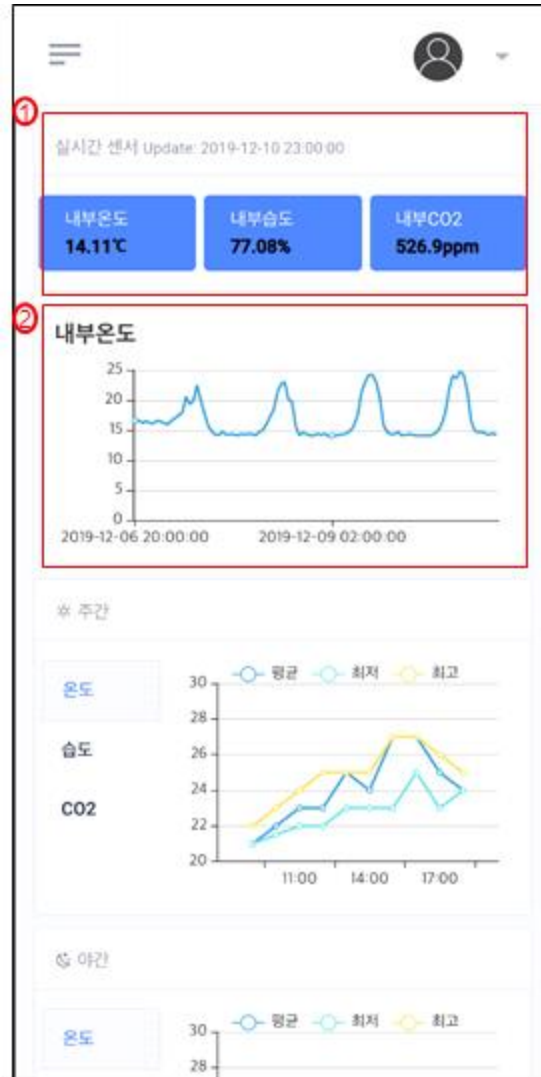 ①
실시간 센서 Update: 2019-12-10 23:00:00
내부온도 내부습도 내부CO2
14.11℃ 77.08% 526.9ppm
②
내부온도
25
20
15
10
5
0
2019-12-06 20:00:00 2019-12-09 02:00:00
주간
온도
습도
CO2
평균 최저 최고
30
28
26
24
22
20
11:00 14:00 17:00
야간
온도
평균 최저 최고
30
28